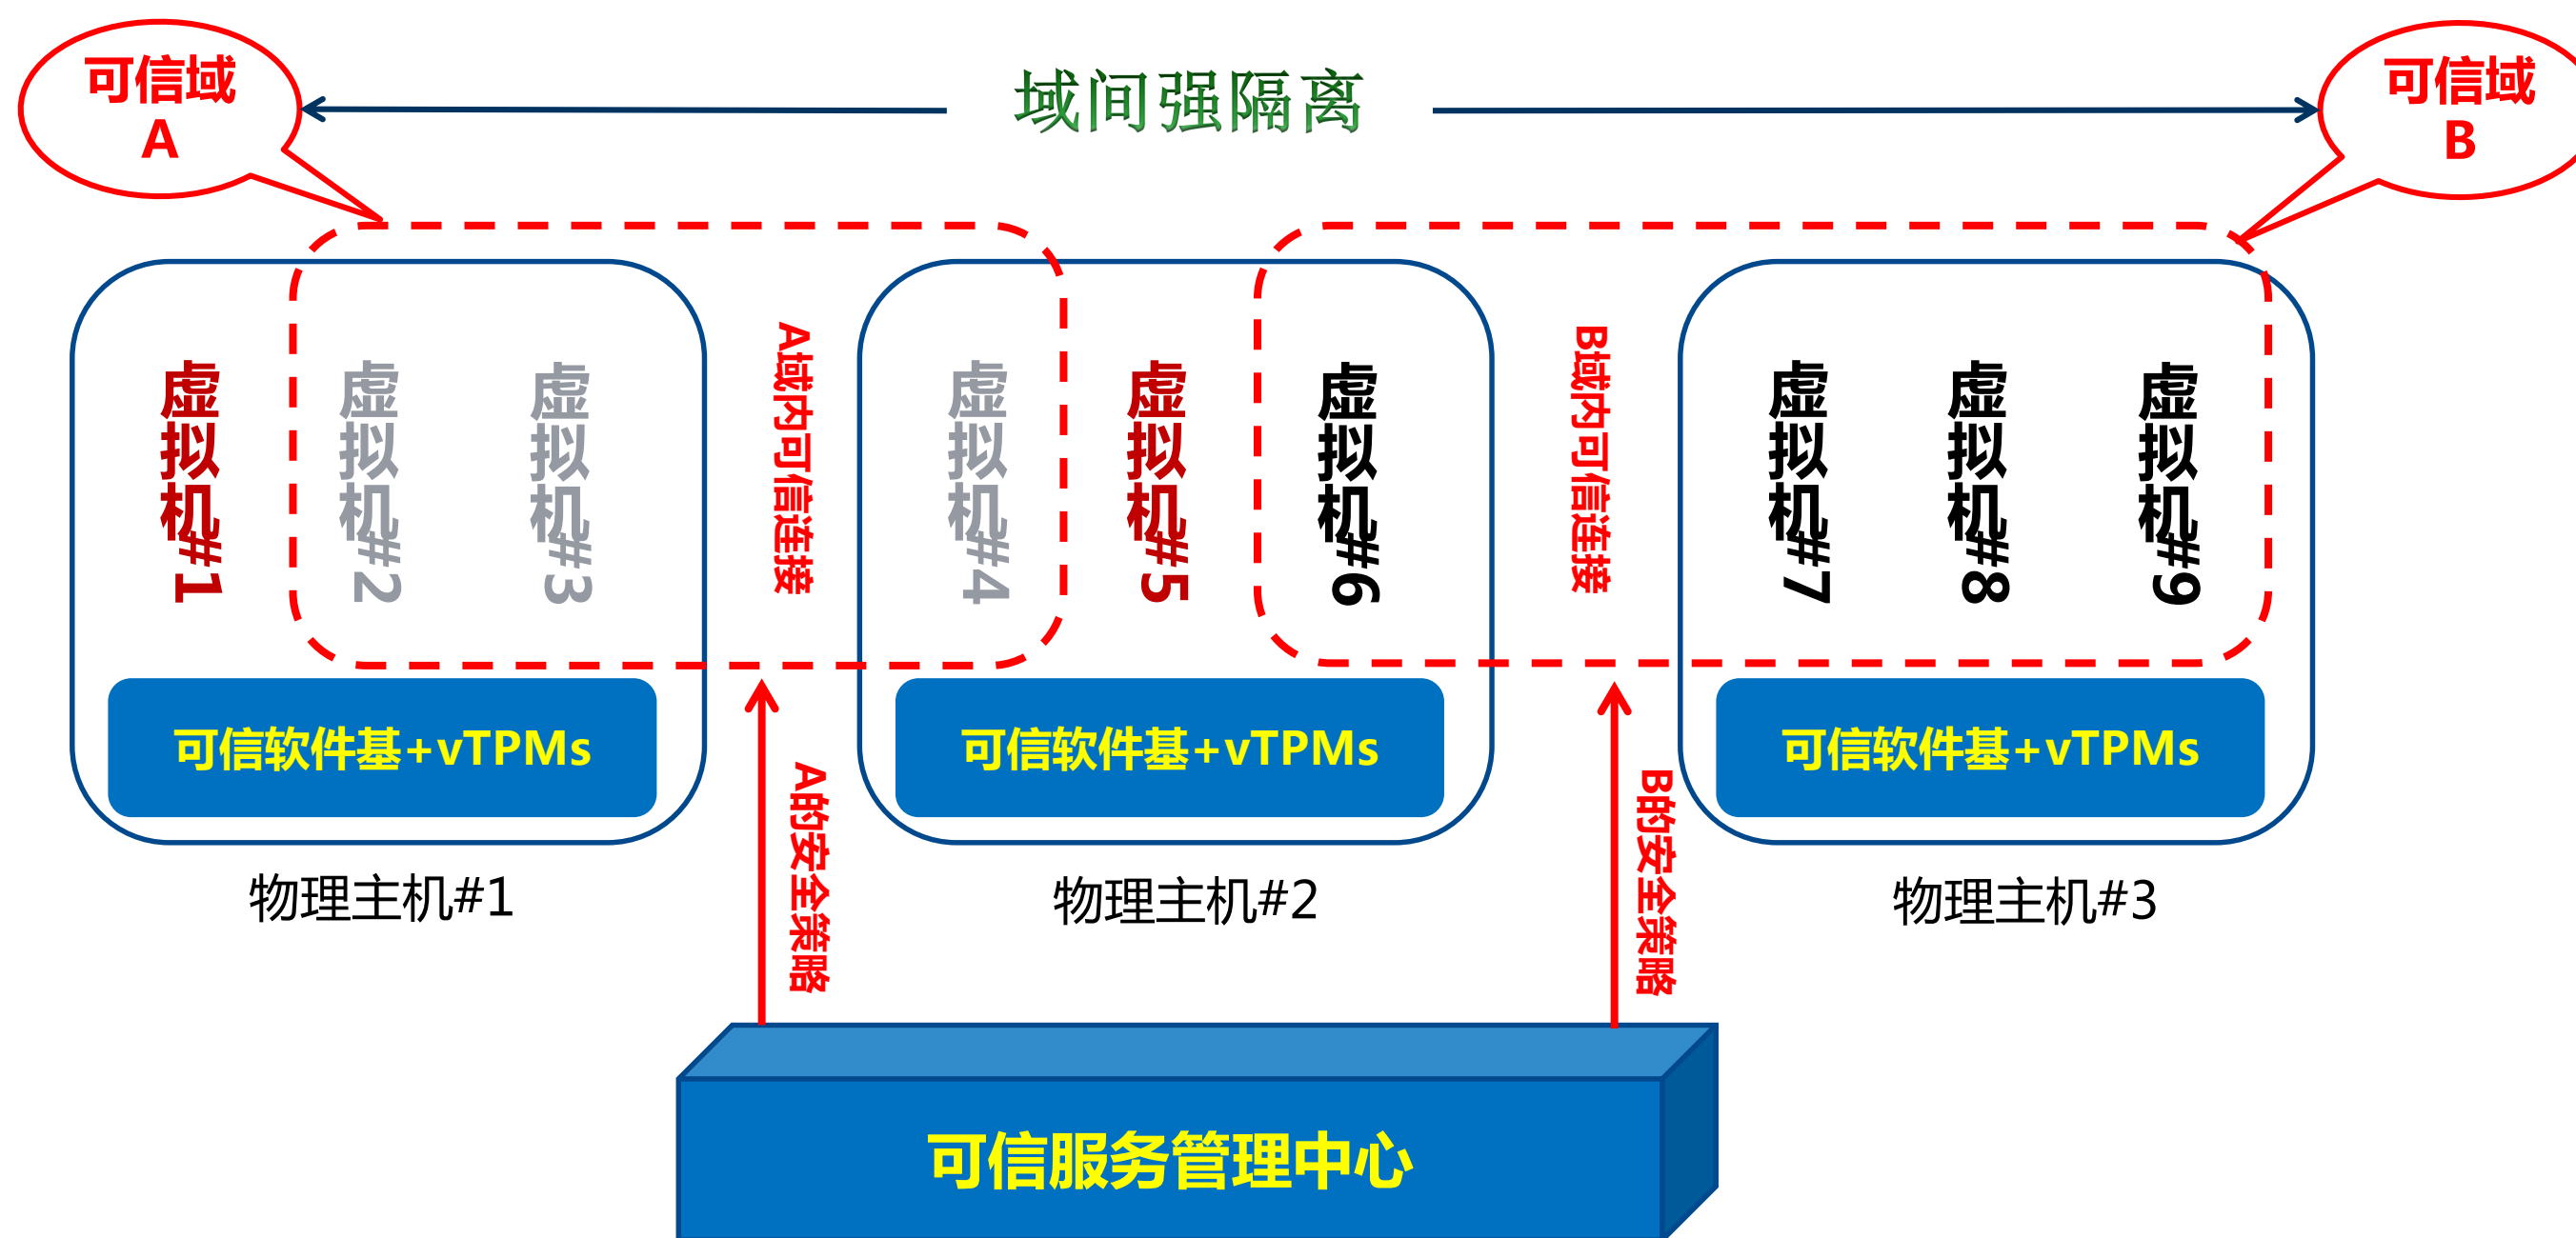 可信域
A
域间强隔离
可信域
B
虚拟机#1
虚拟机#2
虚拟机#3
A域内可信连接
虚拟机#4
虚拟机#5
虚拟机#6
B域内可信连接
虚拟机#7
虚拟机#8
虚拟机#9
可信软件基+vTPMs
可信软件基+vTPMs
可信软件基+vTPMs
A的安全策略
B的安全策略
物理主机#1
物理主机#2
物理主机#3
可信服务管理中心